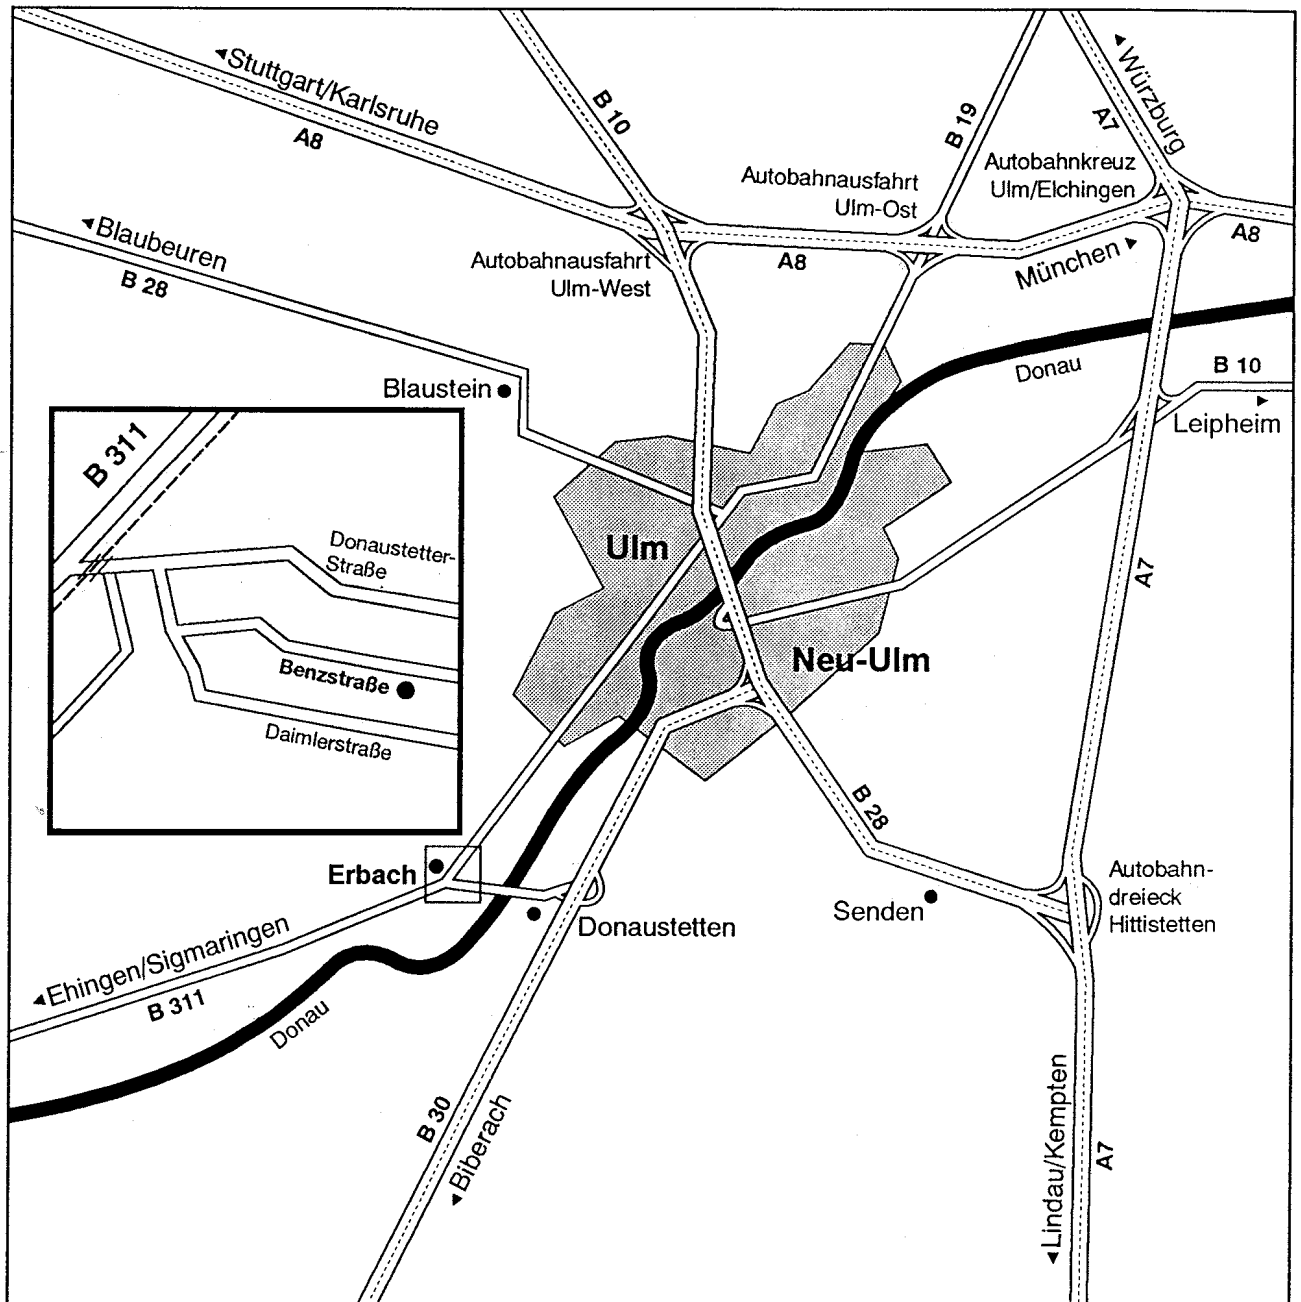 Stuttgart/Karlsruhe
A8
B 10
B 19
Würzburg
A7
Autobahnausfahrt
Ulm-Ost
Autobahnkreuz
Ulm/Elchingen
Blaubeuren
B 28
Autobahnausfahrt
Ulm-West
A8
München
A8
Donau
B 10
Leipheim
Blaustein
B 311
Donaustetter-
Straße
Benzstraße
Daimlerstraße
Ulm
Neu-Ulm
A7
B 28
Erbach
Donaustetten
Senden
Autobahn-
dreieck
Hittistetten
Ehingen/Sigmaringen
B 311
Donau
B 30
Biberach
Lindau/Kempten
A7